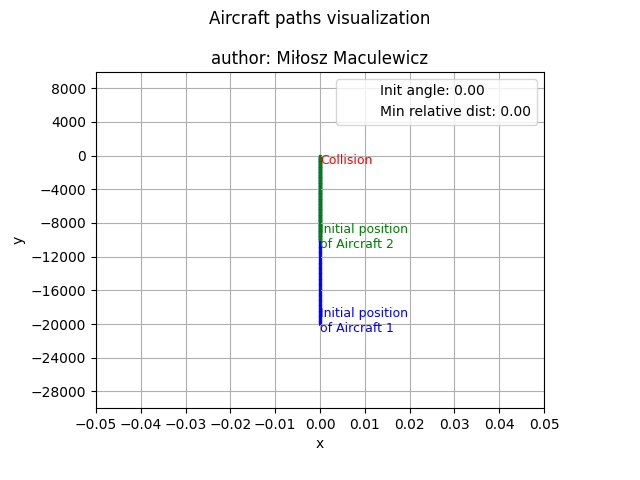 Aircraft paths visualization
author: Miłosz Maculewicz
Init angle: 0.00
Min relative dist: 0.00
8000
4000
0
−4000
−8000
−12000
−16000
−20000
−24000
−28000
y
Collision
Initial position
of Aircraft 2
Initial position
of Aircraft 1
−0.05 −0.04 −0.03 −0.02 −0.01 0.00 0.01 0.02 0.03 0.04 0.05
x